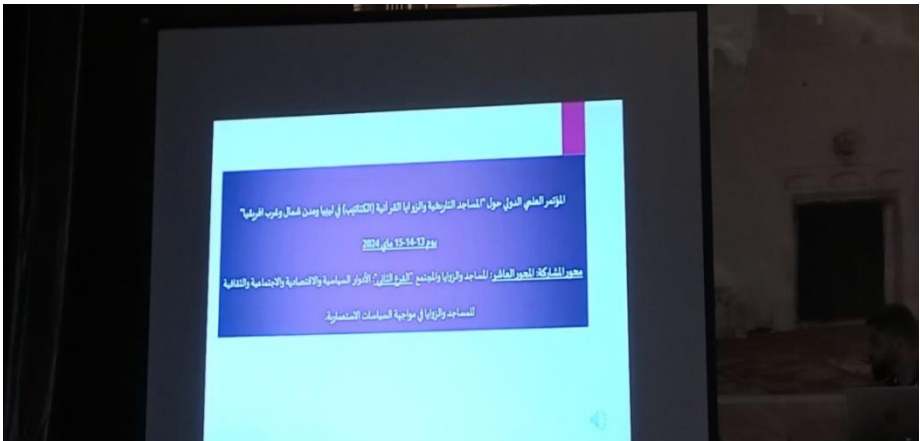 المؤتمر العلمي الدولي حول "المساجد التاريخية والزوايا القرآنية (الكتاتيب) في ليبيا ومدن شمال وغرب افريقيا"
يوم 13-14-15 ماي 2024
محور المشاركة: المحور العاشر: المساجد والزوايا والمجتمع "الفرع الثاني": الأدوار السياسية والاقتصادية والاجتماعية والثقافية
للمساجد والزوايا في مواجهة السياسات الاستعمارية.